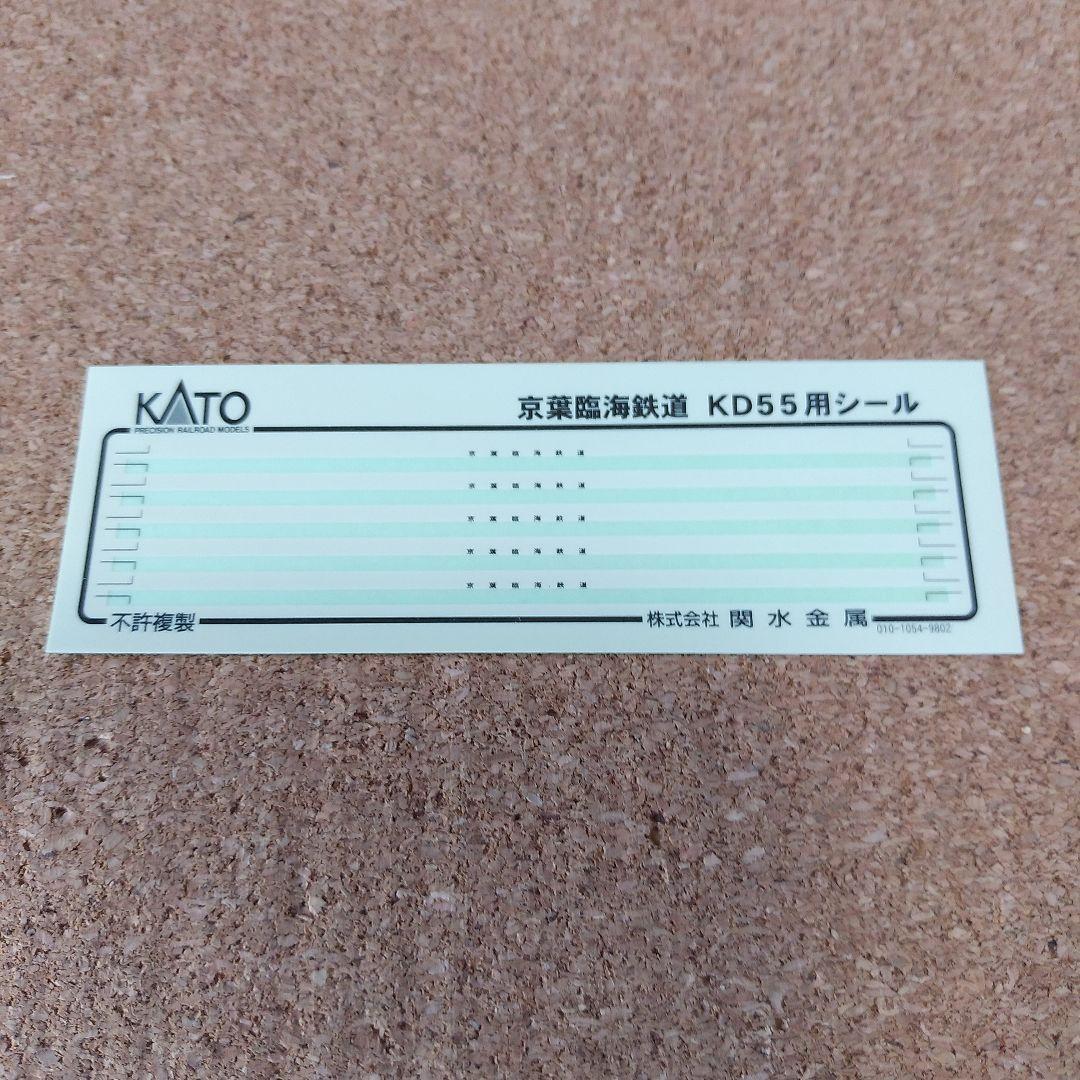 KATO 京葉臨海鉄道 KD55用シール
PRECISION RAILROAD MODELS
京葉臨海鉄道
京葉臨海鉄道
京葉臨海鉄道
京葉臨海鉄道
京葉臨海鉄道
不許複製 株式会社 関水金属 010-1054-9802